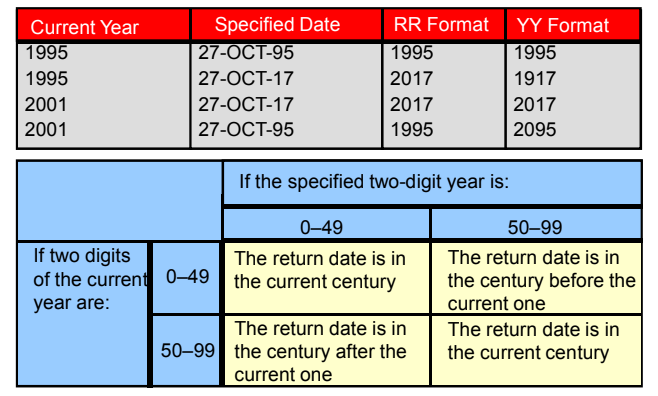 Current Year Specified Date RR Format YY Format
1995 27-OCT-95 1995 1995
1995 27-OCT-17 2017 1917
2001 27-OCT-17 2017 2017
2001 27-OCT-95 1995 2095
If the specified two-digit year is:
0–49 50–99
If two digits
of the current
year are:
0–49
The return date is in
the current century
The return date is in
the century before the
current one
50–99
The return date is in
the century after the
current one
The return date is in
the current century